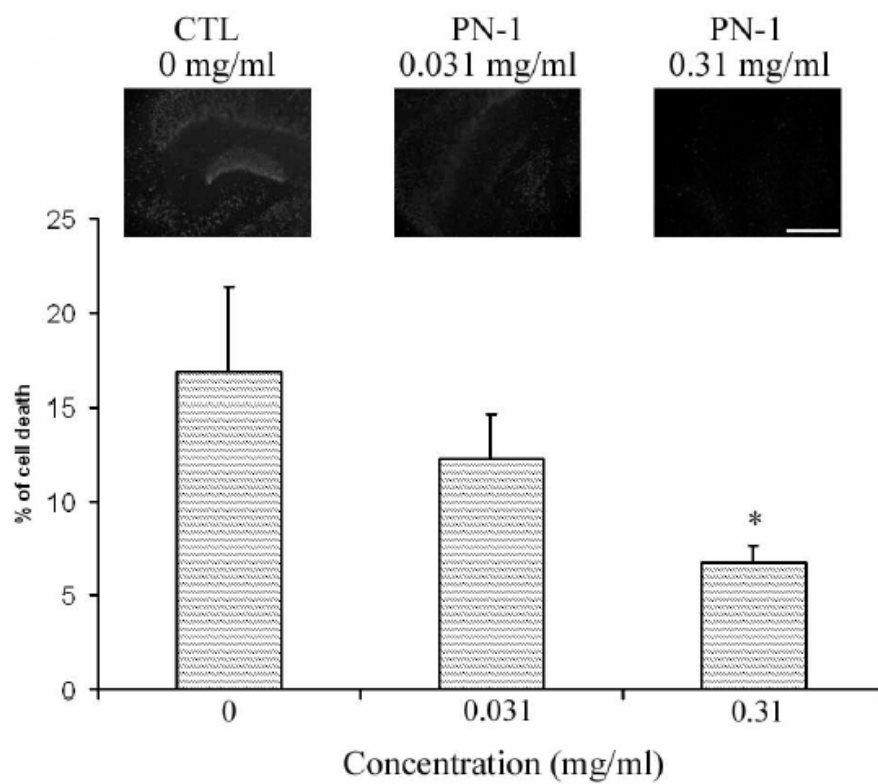 CTL
0 mg/ml
PN-1
0.031 mg/ml
PN-1
0.31 mg/ml
25
20
15
10
5
0
% of cell death
*
0
0.031
0.31
Concentration (mg/ml)